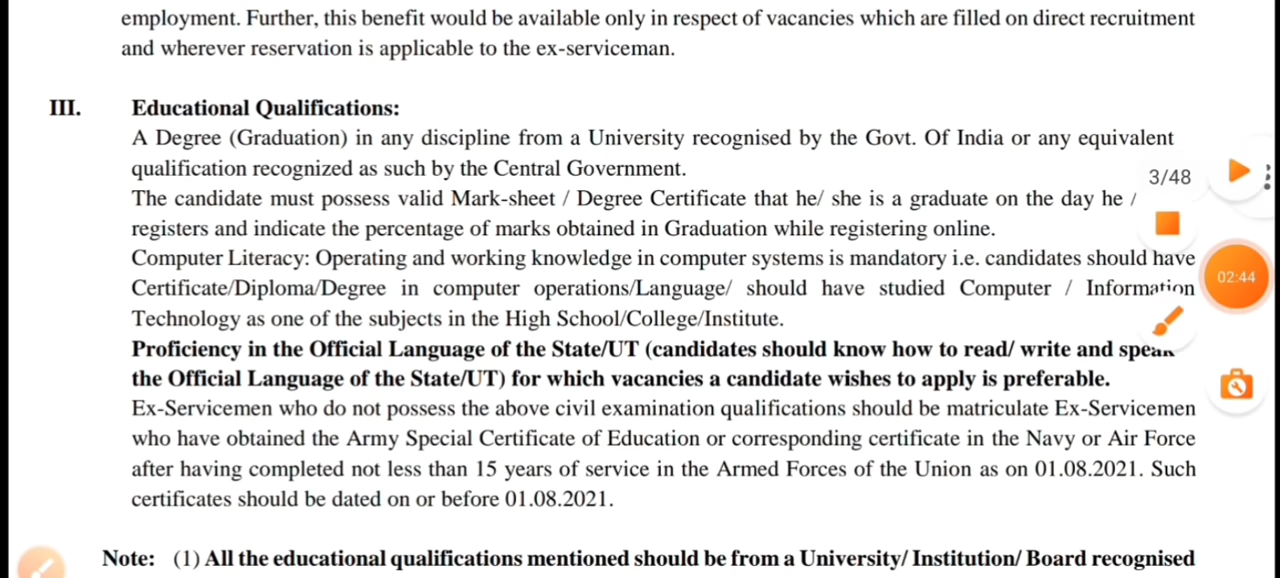 employment. Further, this benefit would be available only in respect of vacancies which are filled on direct recruitment
and wherever reservation is applicable to the ex-serviceman.
III. Educational Qualifications:
A Degree (Graduation) in any discipline from a University recognised by the Govt. Of India or any equivalent
qualification recognized as such by the Central Government.
3/48
The candidate must possess valid Mark-sheet / Degree Certificate that he/ she is a graduate on the day he /
registers and indicate the percentage of marks obtained in Graduation while registering online.
Computer Literacy: Operating and working knowledge in computer systems is mandatory i.e. candidates should have
02:44
Certificate/Diploma/Degree in computer operations/Language/ should have studied Computer / Information
Technology as one of the subjects in the High School/College/Institute.
Proficiency in the Official Language of the State/UT (candidates should know how to read/ write and speak
the Official Language of the State/UT) for which vacancies a candidate wishes to apply is preferable.
Ex-Servicemen who do not possess the above civil examination qualifications should be matriculate Ex-Servicemen
who have obtained the Army Special Certificate of Education or corresponding certificate in the Navy or Air Force
after having completed not less than 15 years of service in the Armed Forces of the Union as on 01.08.2021. Such
certificates should be dated on or before 01.08.2021.
Note: (1) All the educational qualifications mentioned should be from a University/ Institution/ Board recognised